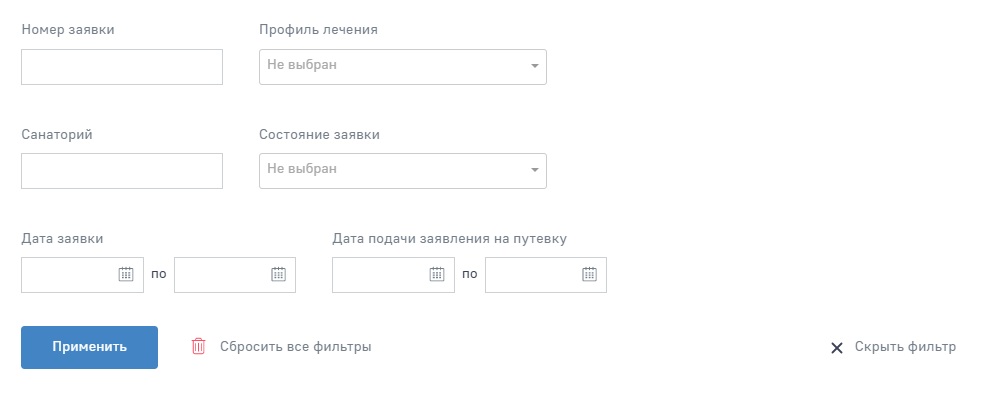 Номер заявки Профиль лечения
Не выбран
Санаторий Состояние заявки
Не выбран
Дата заявки Дата подачи заявления на путевку
по по
Применить Сбросить все фильтры Скрыть фильтр